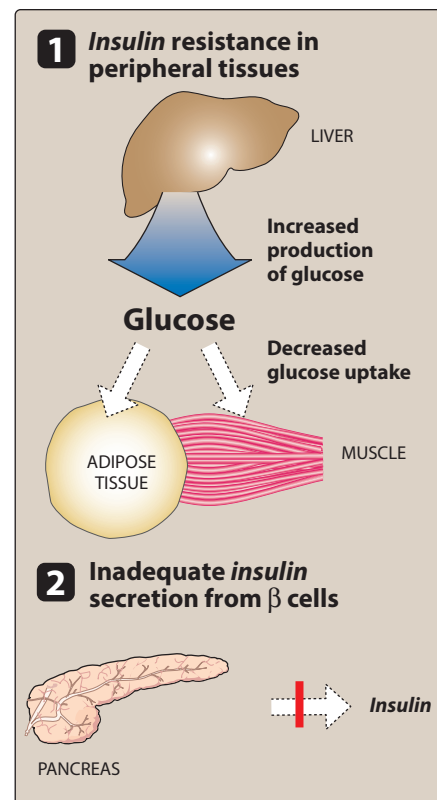 1 Insulin resistance in
peripheral tissues
LIVER
Increased
production
of glucose
Glucose
Decreased
glucose uptake
ADIPOSE
TISSUE
MUSCLE
2 Inadequate insulin
secretion from β cells
Insulin
PANCREAS